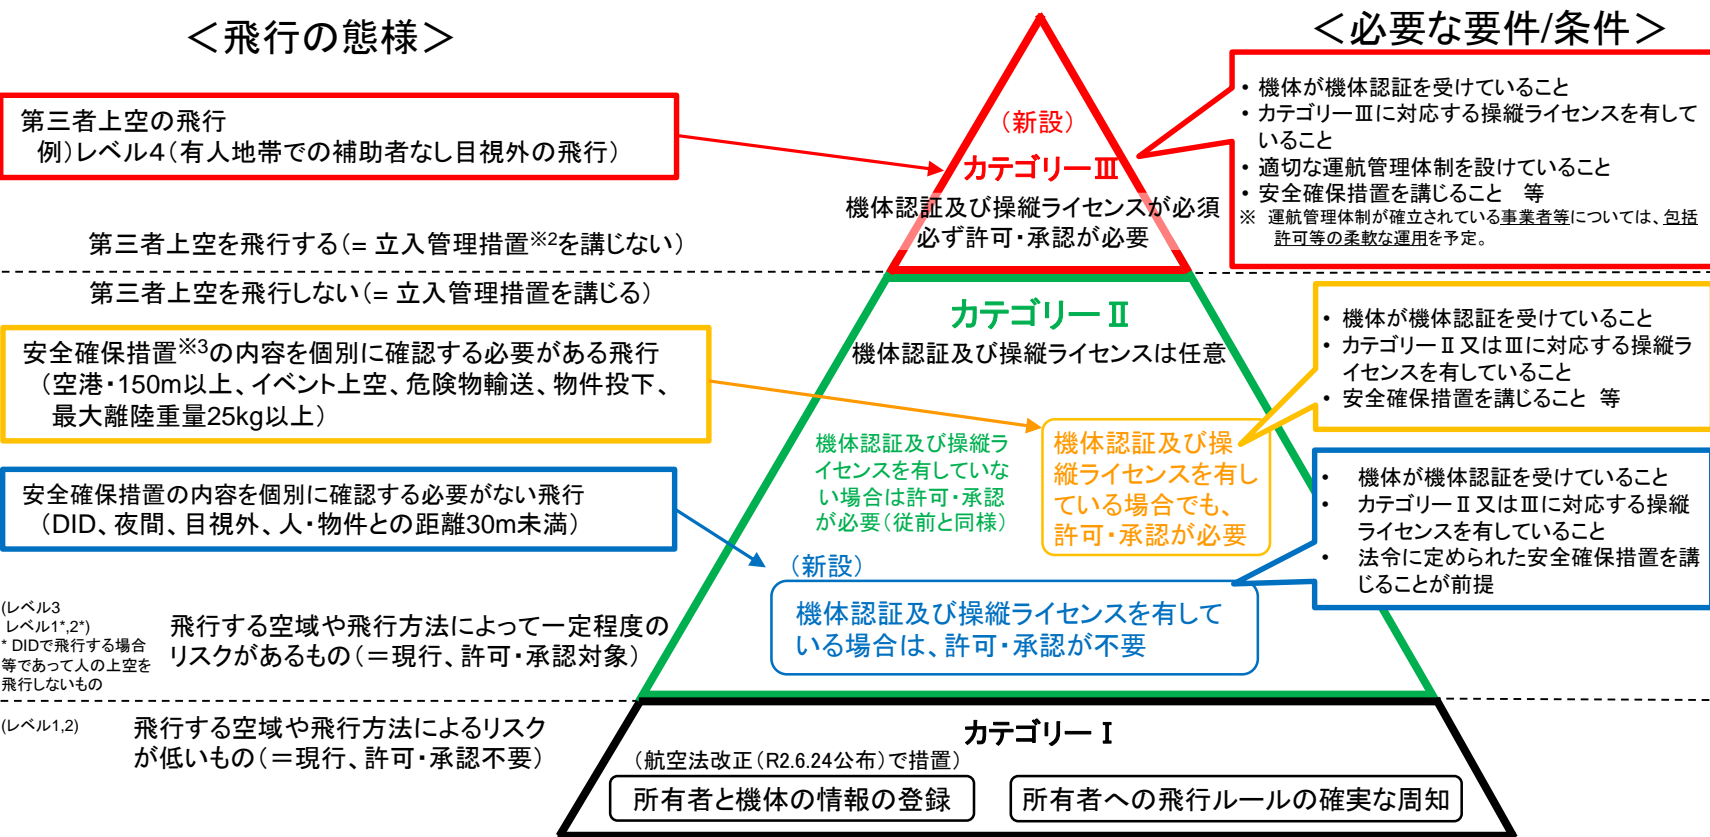 ＜飛行の態様＞
＜必要な要件/条件＞
第三者上空の飛行
例）レベル4（有人地帯での補助者なし目視外の飛行）
（新設）
カテゴリーⅢ
機体認証及び操縦ライセンスが必須
必ず許可・承認が必要
・機体が機体認証を受けていること
・カテゴリーⅢに対応する操縦ライセンスを有して
いること
・適切な運航管理体制を設けていること
・安全確保措置を講じること　等
※　運航管理体制が確立されている事業者等については、包括
許可等の柔軟な運用を予定。
第三者上空を飛行する（= 立入管理措置※2を講じない）
第三者上空を飛行しない（= 立入管理措置を講じる）
カテゴリーⅡ
機体認証及び操縦ライセンスは任意
安全確保措置※3の内容を個別に確認する必要がある飛行
（空港・150m以上、イベント上空、危険物輸送、物件投下、
最大離陸重量25kg以上）
・機体が機体認証を受けていること
・カテゴリーⅡ又はⅢに対応する操縦ラ
イセンスを有していること
・安全確保措置を講じること 等
機体認証及び操縦ラ
イセンスを有していな
い場合は許可・承認
が必要（従前と同様）
機体認証及び操
縦ライセンスを有し
ている場合でも、
許可・承認が必要
安全確保措置の内容を個別に確認する必要がない飛行
（DID、夜間、目視外、人・物件との距離30m未満）
・機体が機体認証を受けていること
・カテゴリーⅡ又はⅢに対応する操縦
ライセンスを有していること
・法令に定められた安全確保措置を講
じることが前提
（新設）
機体認証及び操縦ライセンスを有して
いる場合は、許可・承認が不要
(レベル3
レベル1*,2*)
* DIDで飛行する場合
等であって人の上空を
飛行しないもの
飛行する空域や飛行方法によって一定程度の
リスクがあるもの（＝現行、許可・承認対象）
(レベル1,2)
飛行する空域や飛行方法によるリスク
が低いもの（＝現行、許可・承認不要）
カテゴリーⅠ
（航空法改正（R2.6.24公布）で措置）
所有者と機体の情報の登録
所有者への飛行ルールの確実な周知